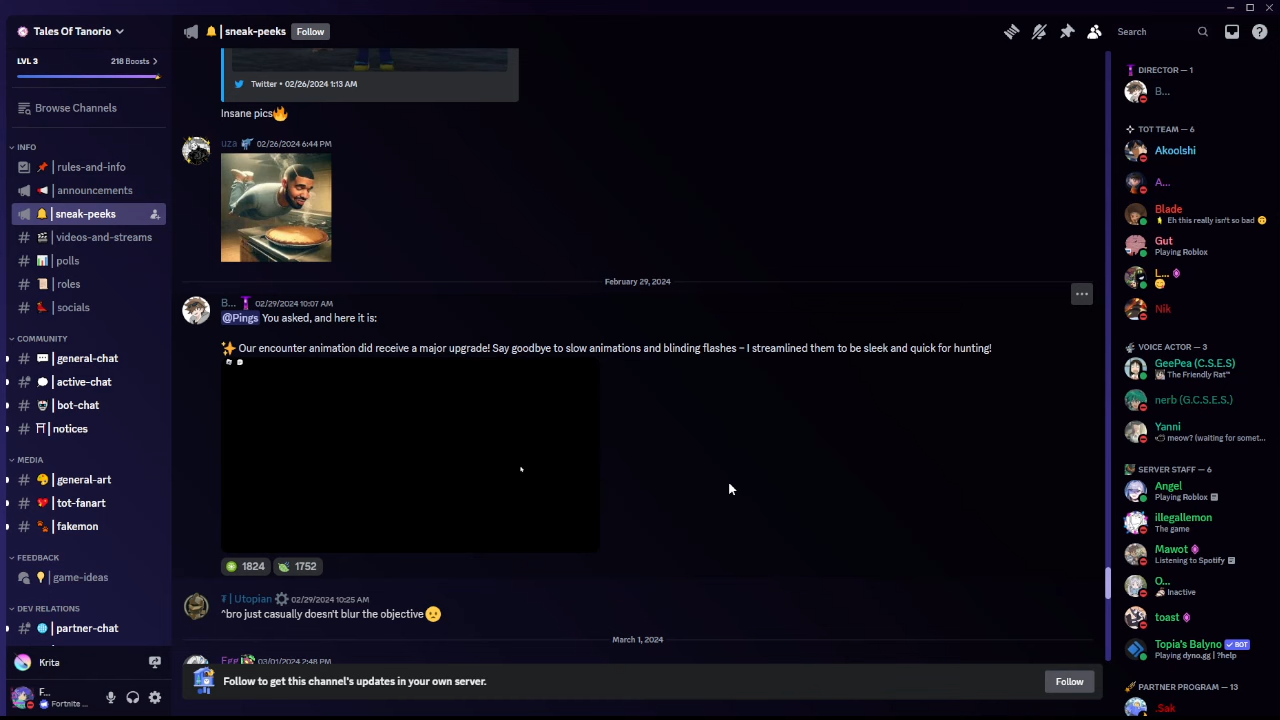 Tales Of Tanorio
LVL 3
218 Boosts
Browse Channels
INFO
rules-and-info
announcements
sneak-peeks
videos-and-streams
polls
roles
socials
COMMUNITY
general-chat
active-chat
bot-chat
notices
MEDIA
general-art
tot-fanart
fakemon
FEEDBACK
game-ideas
DEV RELATIONS
partner-chat
Krita
F...
Fortnite ...
sneak-peeks
Follow
Search
Twitter • 02/26/2024 1:13 AM
Insane pics🔥
uza 02/26/2024 6:44 PM
February 29, 2024
B... 02/29/2024 10:07 AM
@Pings You asked, and here it is:
✨ Our encounter animation did receive a major upgrade! Say goodbye to slow animations and blinding flashes – I streamlined them to be sleek and quick for hunting!
1824
1752
₮ | Utopian 02/29/2024 10:25 AM
^bro just casually doesn't blur the objective
March 1, 2024
Egg 03/01/2024 2:48 PM
Follow to get this channel's updates in your own server.
Follow
DIRECTOR — 1
B...
TOT TEAM — 6
Akoolshi
A...
Blade
Eh this really isn't so bad 🙃
Gut
Playing Roblox
L...
Nik
VOICE ACTOR — 3
GeePea (C.S.E.S)
The Friendly Rat™
nerb (G.C.S.E.S.)
Yanni
meow? (waiting for somet...
SERVER STAFF — 6
Angel
Playing Roblox
illegallemon
The game
Mawot
Listening to Spotify
O...
Inactive
toast
Topia's Balyno ✓ BOT
Playing dyno.gg | ?help
PARTNER PROGRAM — 13
.Sak